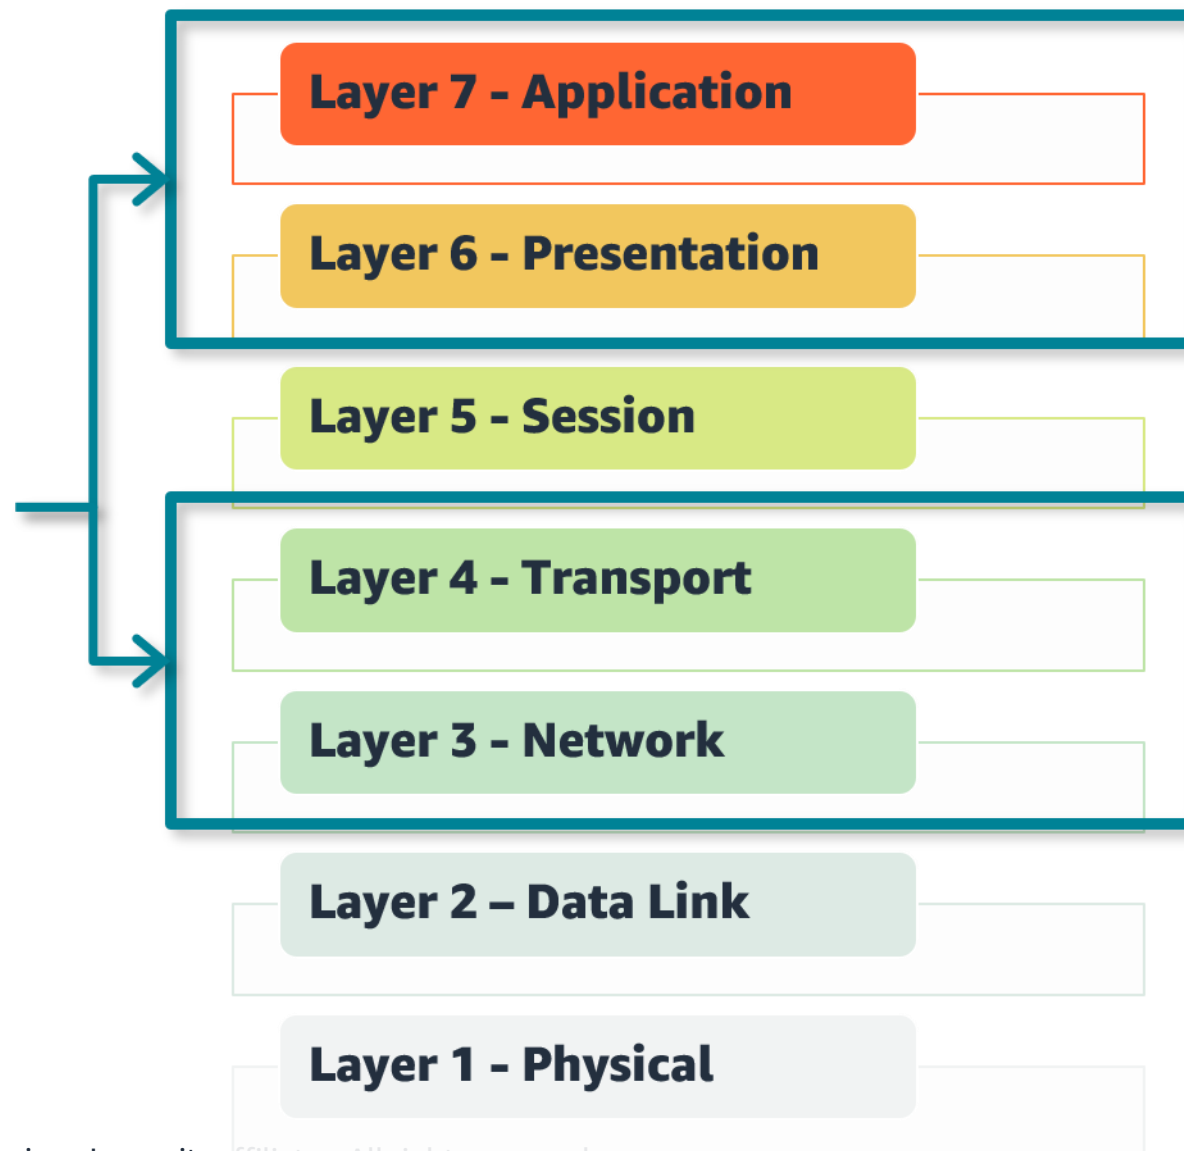 Layer 7 - Application
Layer 6 - Presentation
Layer 5 - Session
Layer 4 - Transport
Layer 3 - Network
Layer 2 – Data Link
Layer 1 - Physical